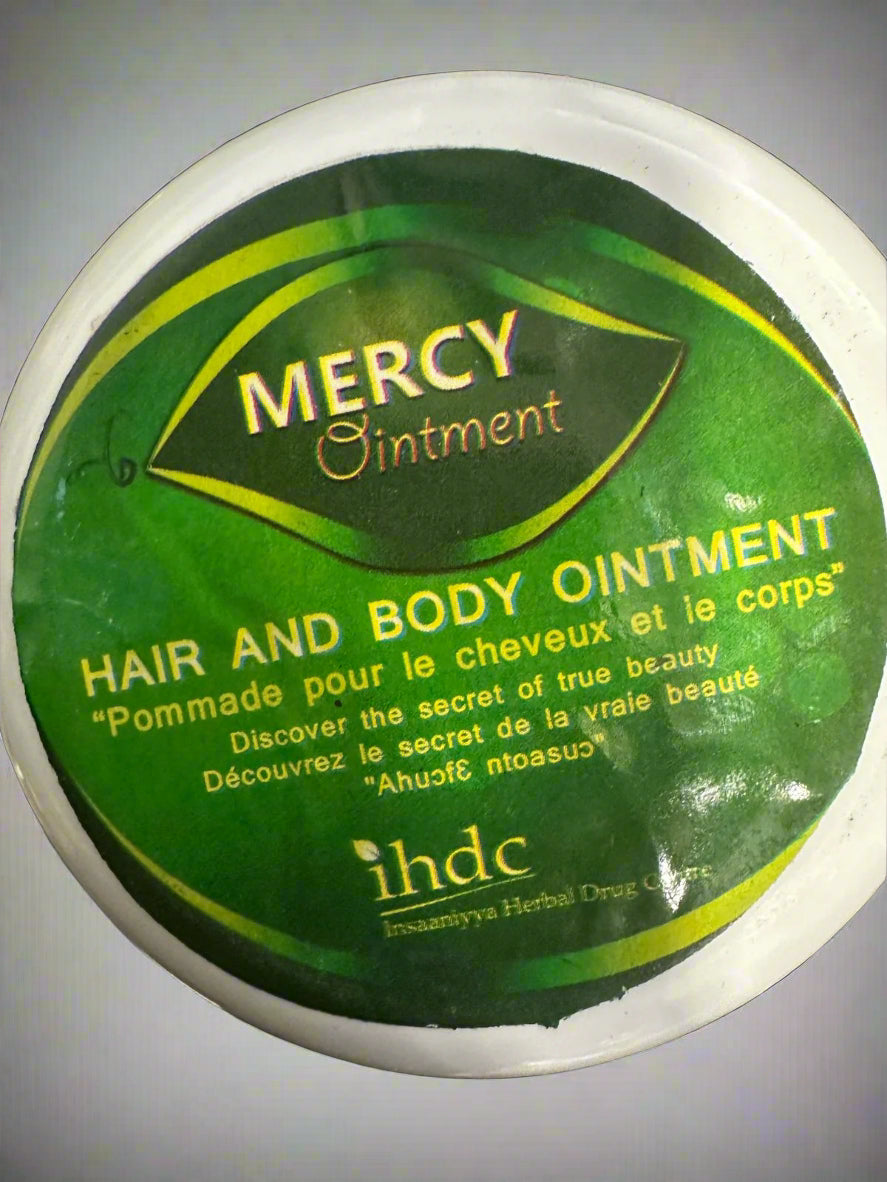 MERCY
Ointment
HAIR AND BODY OINTMENT
"Pommade pour le cheveux et ie corps"
Discover the secret of true beauty
Découvrez le secret de la vraie beauté
"Ahuɔfɛ ntoasuɔ"
ihdc
Insaaniyya Herbal Drug